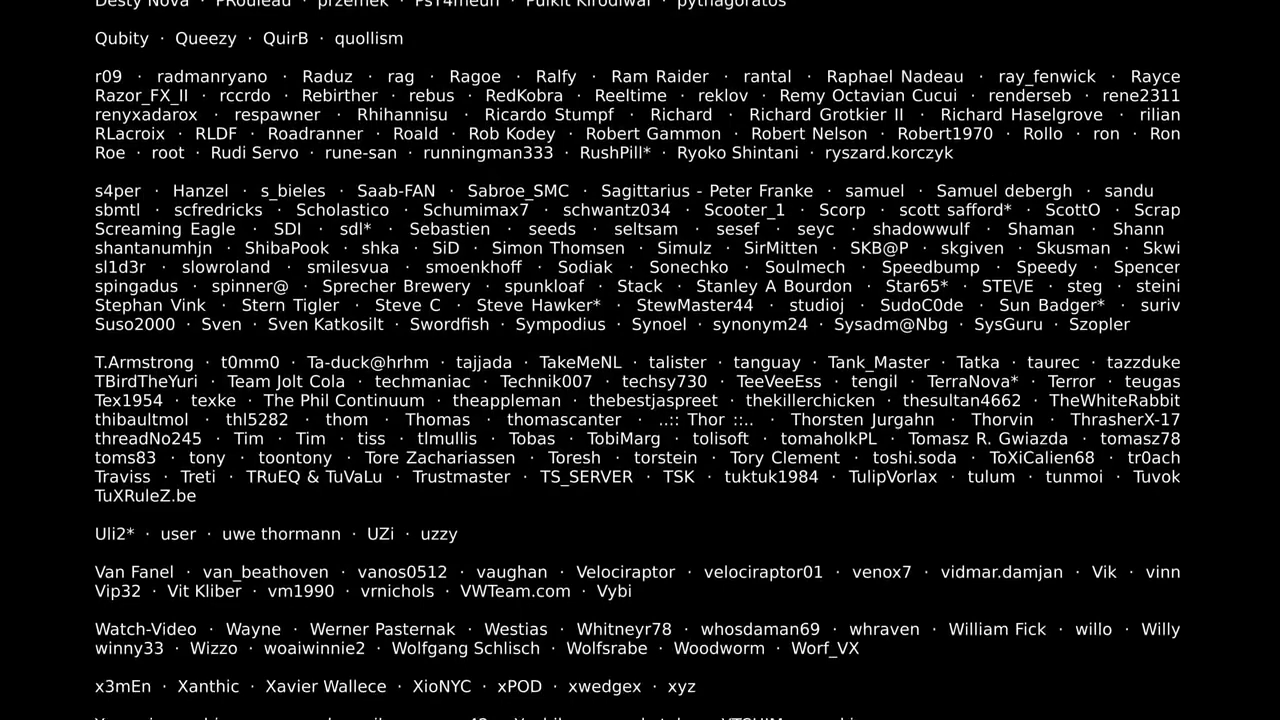 Desty Nova · PRouleau · przemek · PsT4meun · Pulkit Kirodiwal · pythagoratos
Qubity · Queezy · QuirB · quollism
r09 · radmanryano · Raduz · rag · Ragoe · Ralfy · Ram Raider · rantal · Raphael Nadeau · ray_fenwick · Rayce
Razor_FX_II · rccrdo · Rebirther · rebus · RedKobra · Reeltime · reklov · Remy Octavian Cucui · renderseb · rene2311
renyxadarox · respawner · Rhihannisu · Ricardo Stumpf · Richard · Richard Grotkier II · Richard Haselgrove · rilian
RLacroix · RLDF · Roadranner · Roald · Rob Kodey · Robert Gammon · Robert Nelson · Robert1970 · Rollo · ron · Ron
Roe · root · Rudi Servo · rune-san · runningman333 · RushPill* · Ryoko Shintani · ryszard.korczyk
s4per · Hanzel · s_bieles · Saab-FAN · Sabroe_SMC · Sagittarius - Peter Franke · samuel · Samuel debergh · sandu
sbmtl · scfredricks · Scholastico · Schumimax7 · schwantz034 · Scooter_1 · Scorp · scott safford* · ScottO · Scrap
Screaming Eagle · SDI · sdl* · Sebastien · seeds · seltsam · sesef · seyc · shadowwulf · Shaman · Shann
shantanumhjn · ShibaPook · shka · SiD · Simon Thomsen · Simulz · SirMitten · SKB@P · skgiven · Skusman · Skwi
sl1d3r · slowroland · smilesvua · smoenkhoff · Sodiak · Sonechko · Soulmech · Speedbump · Speedy · Spencer
spingadus · spinner@ · Sprecher Brewery · spunkloaf · Stack · Stanley A Bourdon · Star65* · STE\/E · steg · steini
Stephan Vink · Stern Tigler · Steve C · Steve Hawker* · StewMaster44 · studioj · SudoC0de · Sun Badger* · suriv
Suso2000 · Sven · Sven Katkosilt · Swordfish · Sympodius · Synoel · synonym24 · Sysadm@Nbg · SysGuru · Szopler
T.Armstrong · t0mm0 · Ta-duck@hrhm · tajjada · TakeMeNL · talister · tanguay · Tank_Master · Tatka · taurec · tazzduke
TBirdTheYuri · Team Jolt Cola · techmaniac · Technik007 · techsy730 · TeeVeeEss · tengil · TerraNova* · Terror · teugas
Tex1954 · texke · The Phil Continuum · theappleman · thebestjaspreet · thekillerchicken · thesultan4662 · TheWhiteRabbit
thibaultmol · thl5282 · thom · Thomas · thomascanter · ..:: Thor ::.. · Thorsten Jurgahn · Thorvin · ThrasherX-17
threadNo245 · Tim · Tim · tiss · tlmullis · Tobas · TobiMarg · tolisoft · tomaholkPL · Tomasz R. Gwiazda · tomasz78
toms83 · tony · toontony · Tore Zachariassen · Toresh · torstein · Tory Clement · toshi.soda · ToXiCalien68 · tr0ach
Traviss · Treti · TRuEQ & TuVaLu · Trustmaster · TS_SERVER · TSK · tuktuk1984 · TulipVorlax · tulum · tunmoi · Tuvok
TuXRuleZ.be
Uli2* · user · uwe thormann · UZi · uzzy
Van Fanel · van_beathoven · vanos0512 · vaughan · Velociraptor · velociraptor01 · venox7 · vidmar.damjan · Vik · vinn
Vip32 · Vit Kliber · vm1990 · vrnichols · VWTeam.com · Vybi
Watch-Video · Wayne · Werner Pasternak · Westias · Whitneyr78 · whosdaman69 · whraven · William Fick · willo · Willy
winny33 · Wizzo · woaiwinnie2 · Wolfgang Schlisch · Wolfsrabe · Woodworm · Worf_VX
x3mEn · Xanthic · Xavier Wallece · XioNYC · xPOD · xwedgex · xyz